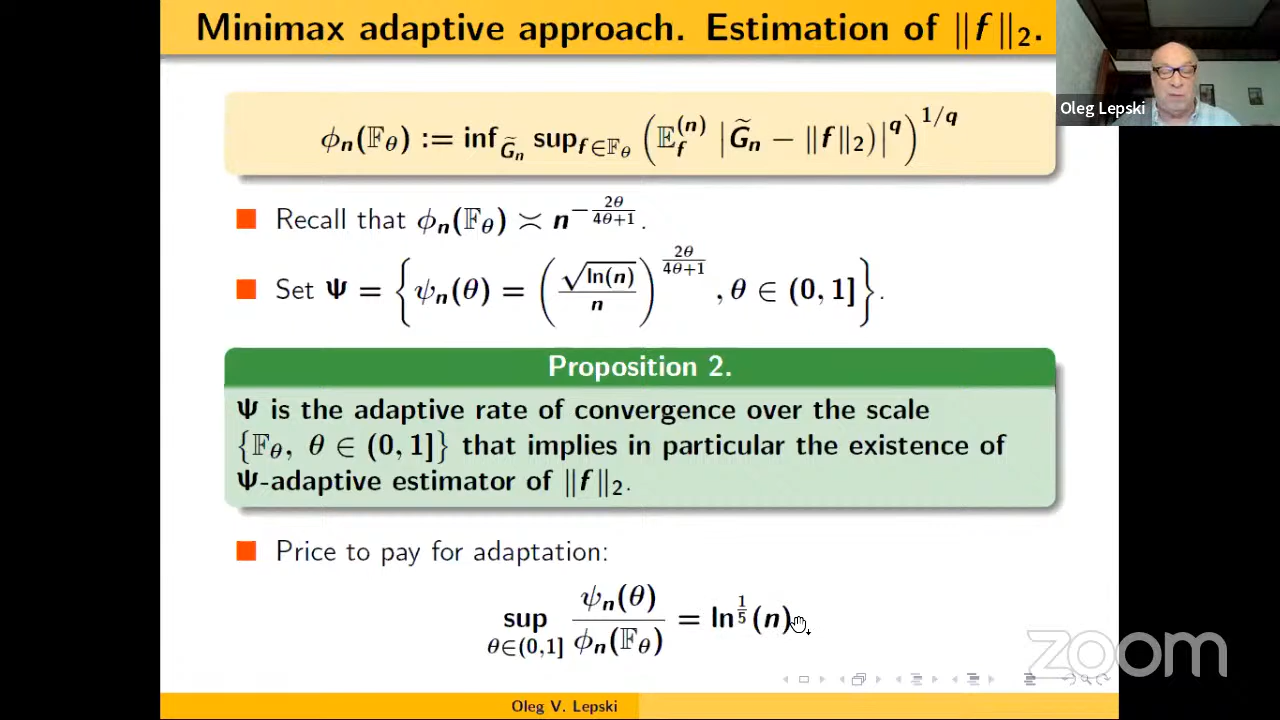 Minimax adaptive approach. Estimation of ‖f‖₂.
Oleg Lepski
ϕₙ(𝔽_θ) := inf_{G̃ₙ} sup_{f∈𝔽_θ} (𝔼_f^{(n)} |G̃ₙ − ‖f‖₂)|^q)^{1/q}
Recall that ϕₙ(𝔽_θ) ≍ n^{−2θ/(4θ+1)}.
Set Ψ = {ψₙ(θ) = (√ln(n)/n)^{2θ/(4θ+1)}, θ ∈ (0, 1]}.
Proposition 2.
Ψ is the adaptive rate of convergence over the scale
{𝔽_θ, θ ∈ (0, 1]} that implies in particular the existence of
Ψ-adaptive estimator of ‖f‖₂.
Price to pay for adaptation:
sup_{θ∈(0,1]} ψₙ(θ)/ϕₙ(𝔽_θ) = ln^{1/5}(n)
zoom
Oleg V. Lepski